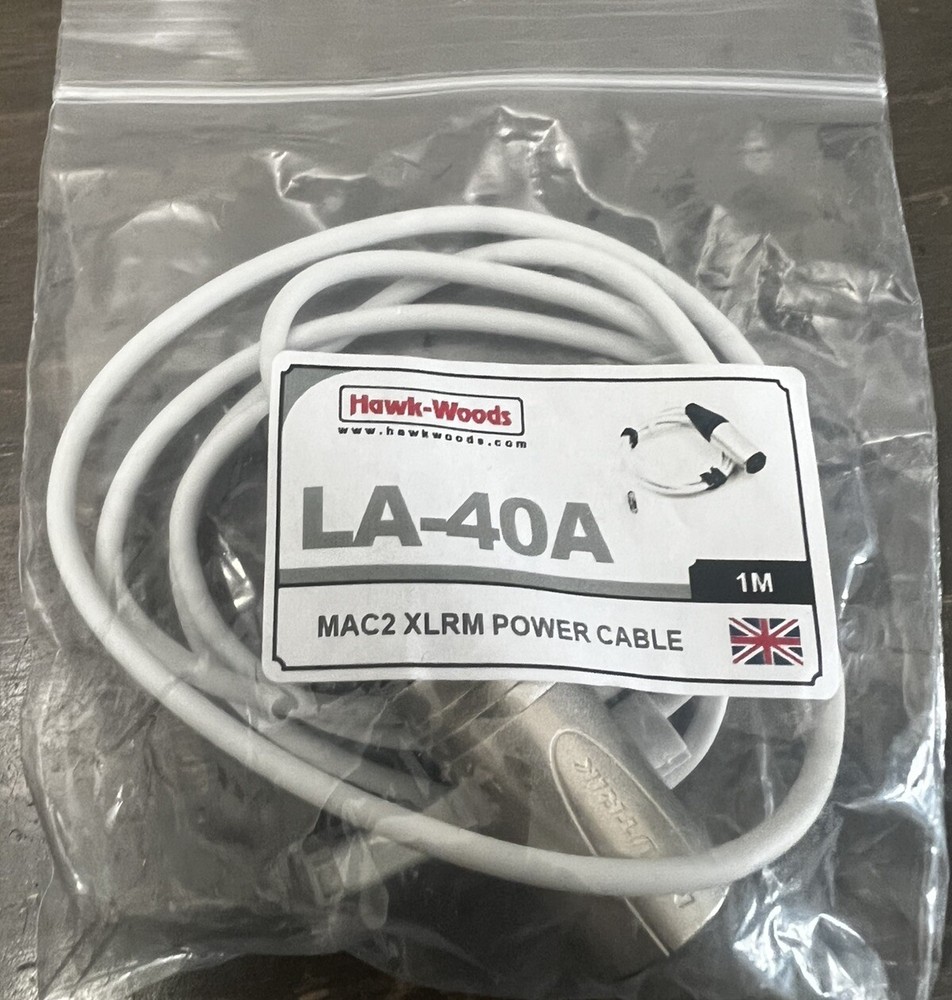 Hawk-Woods
www.hawkwoods.com
LA-40A
1M
MAC2 XLRM POWER CABLE